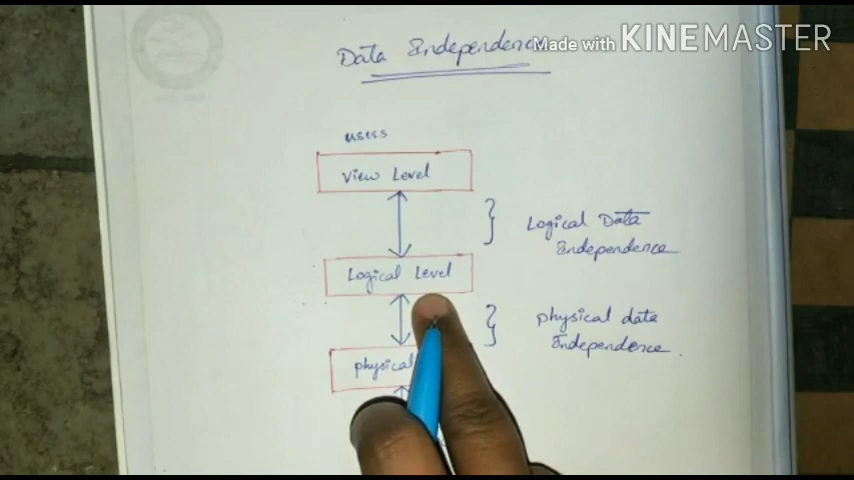 Data Independence
Made with KINEMASTER
users
View Level
Logical Data
Independence
Logical Level
physical data
Independence
physical